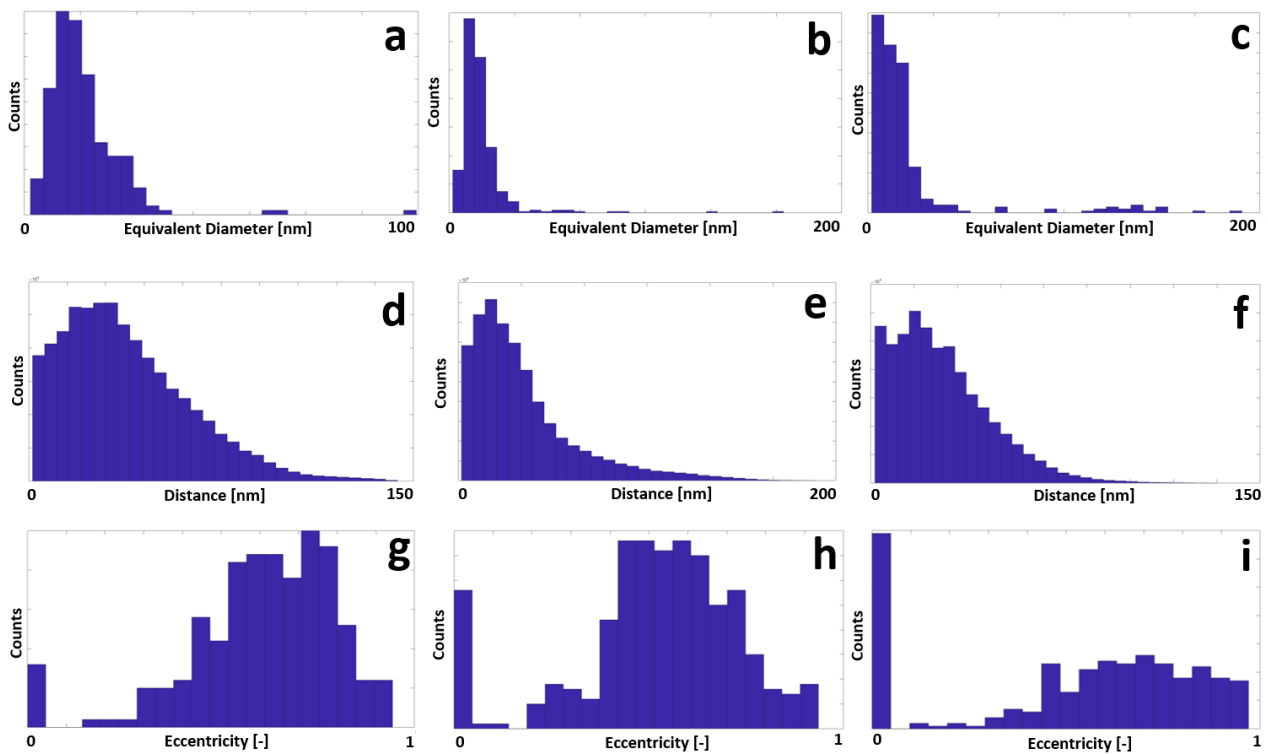 a
Counts
0 Equivalent Diameter [nm] 100
b
Counts
0 Equivalent Diameter [nm] 200
c
Counts
0 Equivalent Diameter [nm] 200
d
Counts
0 Distance [nm] 150
e
Counts
0 Distance [nm] 200
f
Counts
0 Distance [nm] 150
g
Counts
0 Eccentricity [-] 1
h
Counts
0 Eccentricity [-] 1
i
Counts
0 Eccentricity [-] 1